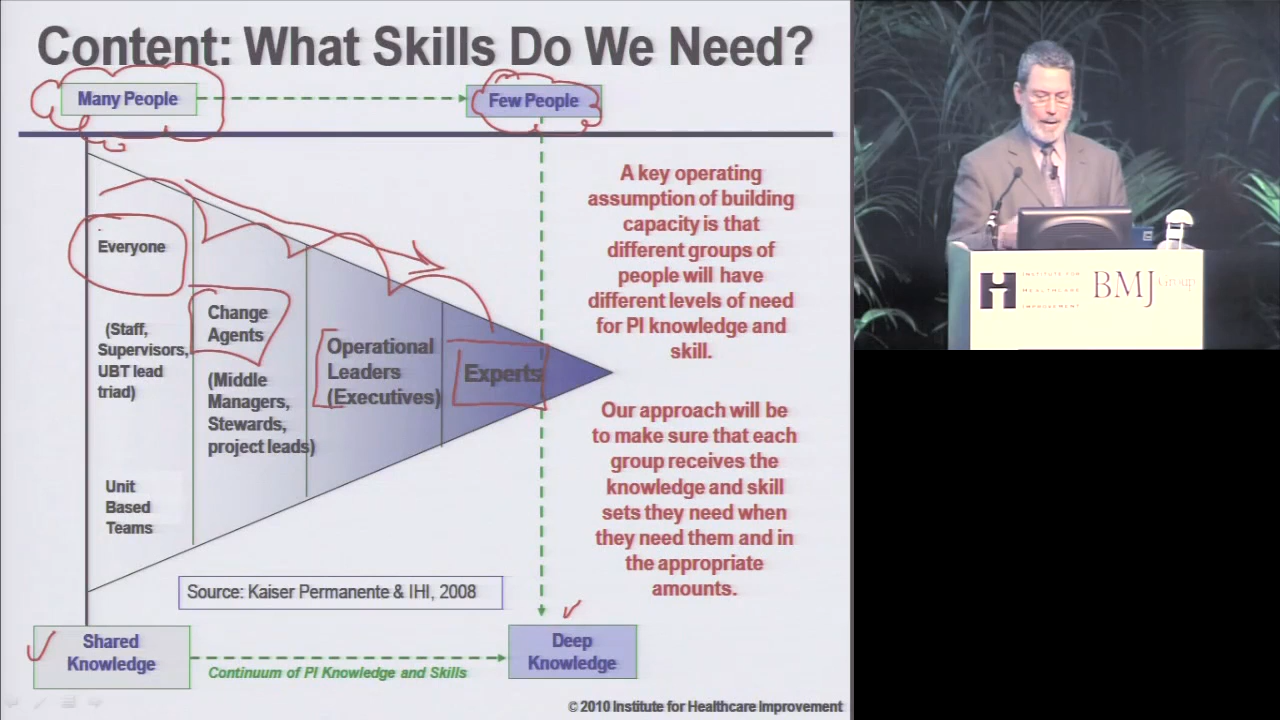 Content: What Skills Do We Need?
Many People
Few People
Everyone
(Staff,
Supervisors,
UBT lead
triad)
Unit
Based
Teams
Change
Agents
(Middle
Managers,
Stewards,
project leads)
Operational
Leaders
(Executives)
Experts
A key operating
assumption of building
capacity is that
different groups of
people will have
different levels of need
for PI knowledge and
skill.
Our approach will be
to make sure that each
group receives the
knowledge and skill
sets they need when
they need them and in
the appropriate
amounts.
Source: Kaiser Permanente & IHI, 2008
Shared
Knowledge
Continuum of PI Knowledge and Skills
Deep
Knowledge
© 2010 Institute for Healthcare Improvement
INSTITUTE FOR
HEALTHCARE
IMPROVEMENT
BMJ Group